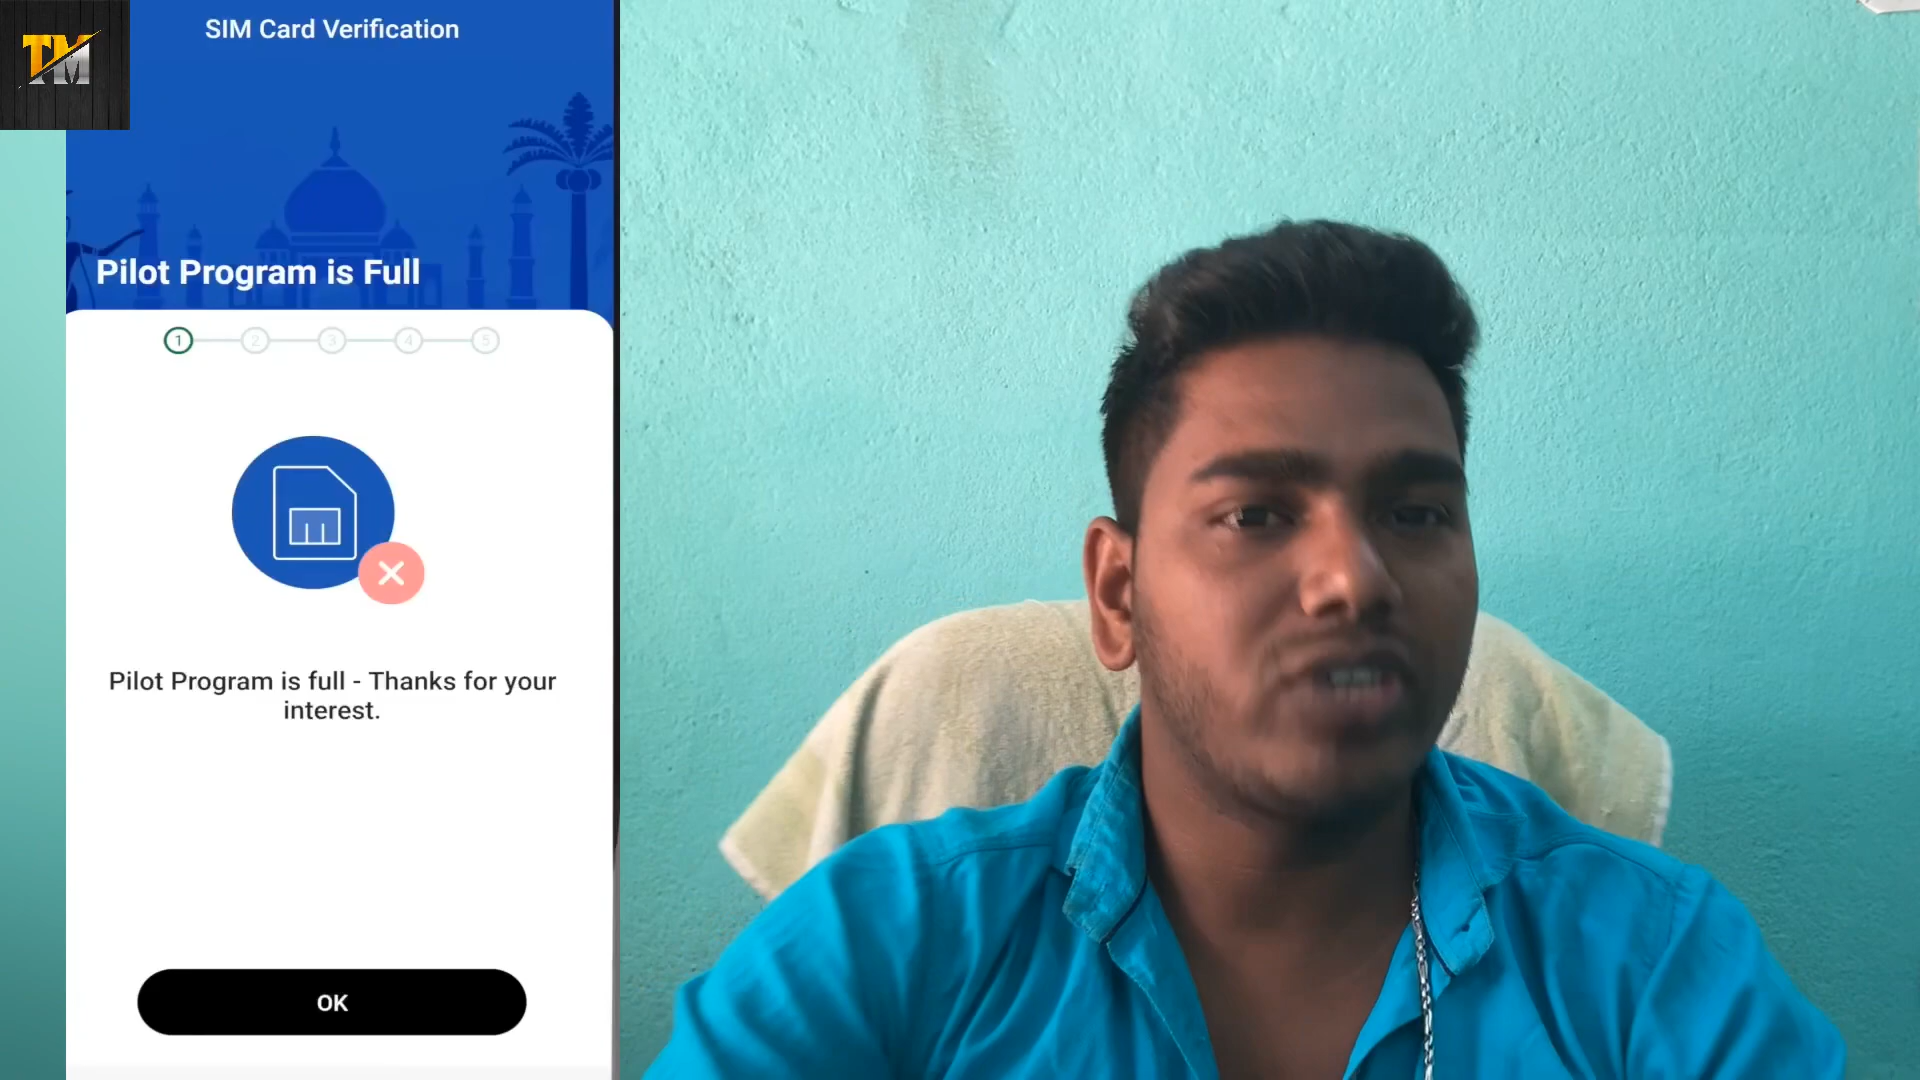 TM
SIM Card Verification
Pilot Program is Full
1 2 3 4 5
Pilot Program is full - Thanks for your
interest.
OK